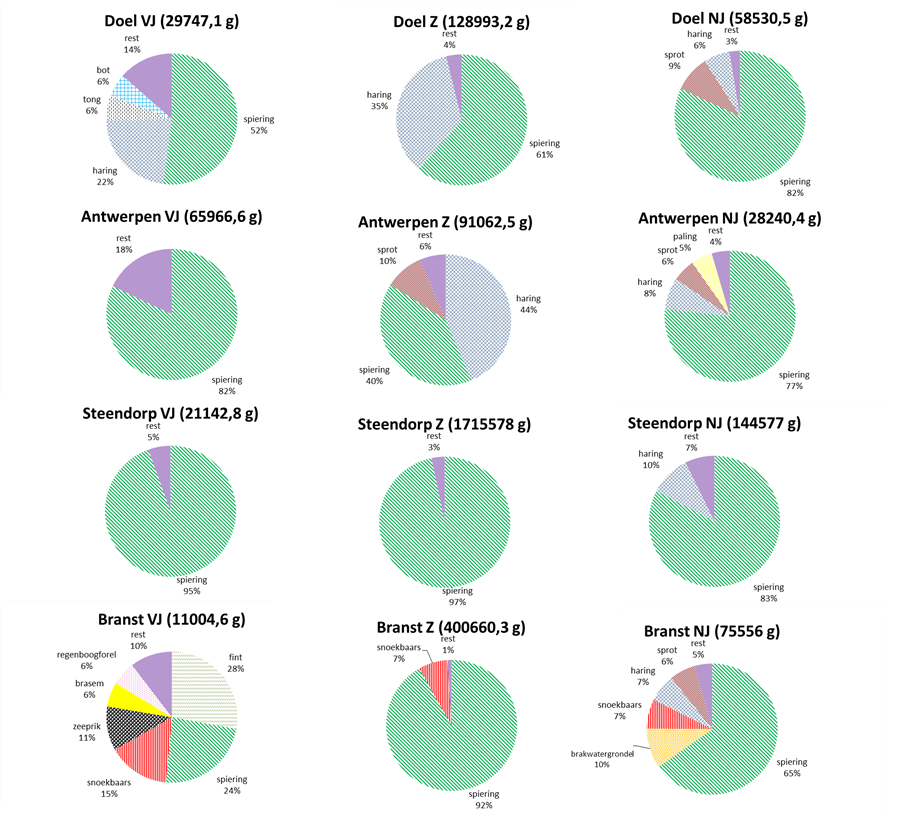 Doel VJ (29747,1 g)
rest
14%
bot
6%
tong
6%
haring
22%
spiering
52%
Doel Z (128993,2 g)
rest
4%
haring
35%
spiering
61%
Doel NJ (58530,5 g)
rest
3%
haring
6%
sprot
9%
spiering
82%
Antwerpen VJ (65966,6 g)
rest
18%
spiering
82%
Antwerpen Z (91062,5 g)
rest
6%
sprot
10%
haring
44%
spiering
40%
Antwerpen NJ (28240,4 g)
rest
4%
paling
5%
sprot
6%
haring
8%
spiering
77%
Steendorp VJ (21142,8 g)
rest
5%
spiering
95%
Steendorp Z (1715578 g)
rest
3%
spiering
97%
Steendorp NJ (144577 g)
rest
7%
haring
10%
spiering
83%
Branst VJ (11004,6 g)
rest
10%
regenboogforel
6%
brasem
6%
zeeprik
11%
snoekbaars
15%
fint
28%
spiering
24%
Branst Z (400660,3 g)
rest
1%
snoekbaars
7%
spiering
92%
Branst NJ (75556 g)
rest
5%
sprot
6%
haring
7%
snoekbaars
7%
brakwatergrondel
10%
spiering
65%